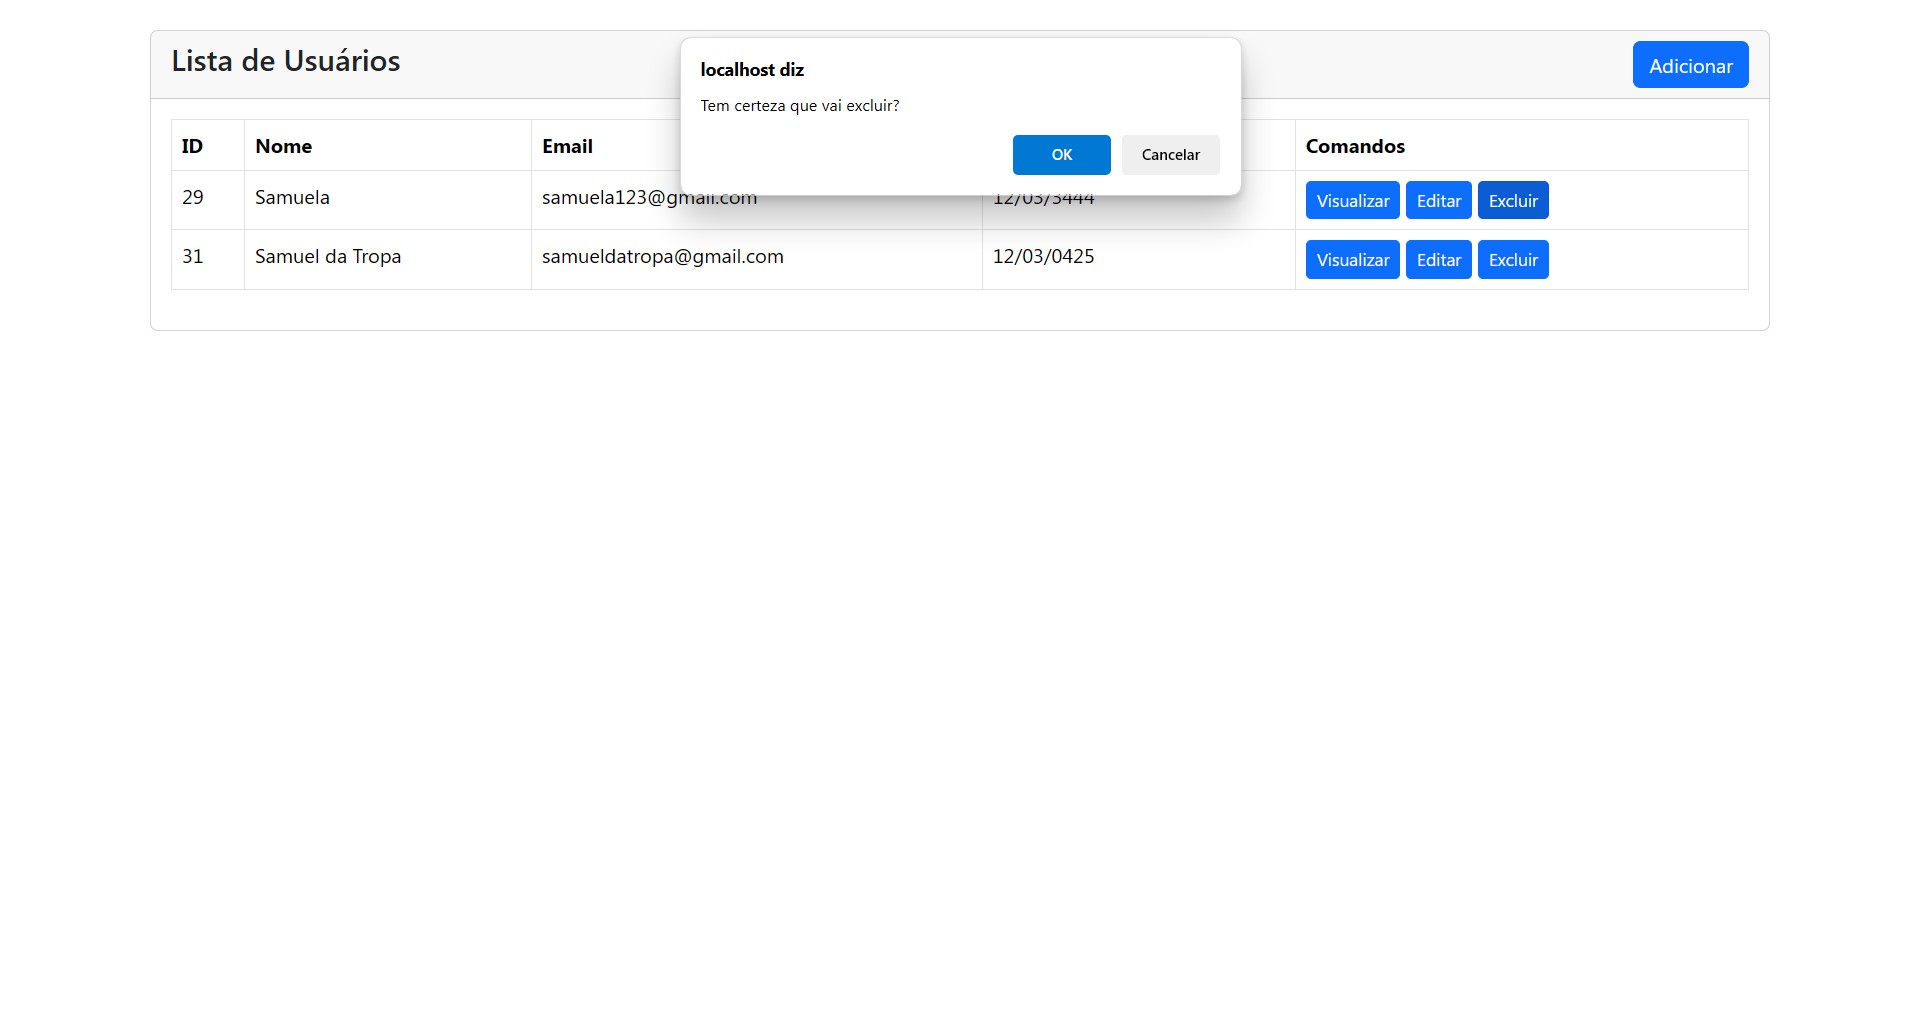 Lista de Usuários
localhost diz
Tem certeza que vai excluir?
OK Cancelar
Adicionar
ID Nome Email Comandos
29 Samuela samuela123@gmail.com 12/03/3444 Visualizar Editar Excluir
31 Samuel da Tropa samueldatropa@gmail.com 12/03/0425 Visualizar Editar Excluir